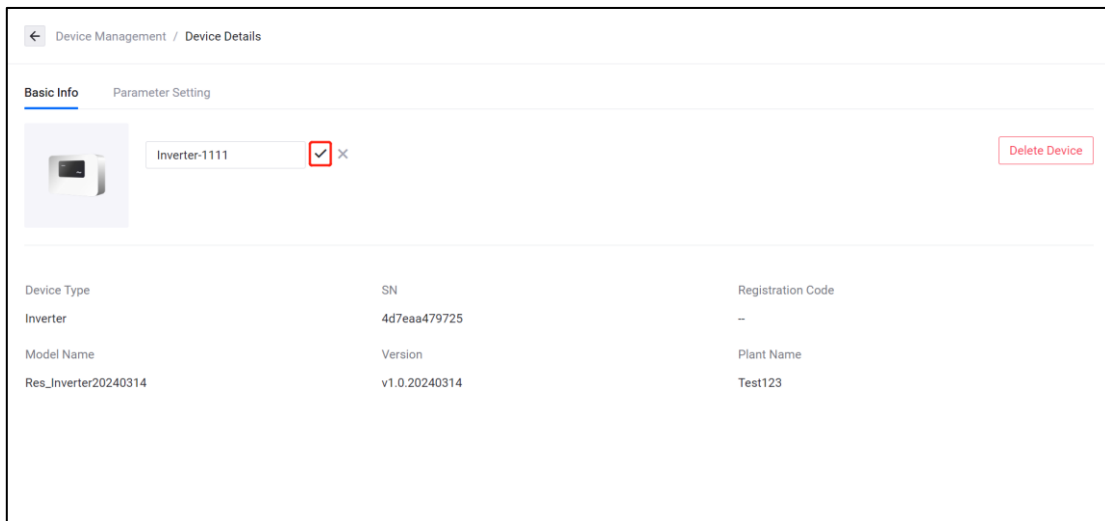 Device Management / Device Details
Basic Info Parameter Setting
Inverter-1111
Delete Device
Device Type SN Registration Code
Inverter 4d7eaa479725 --
Model Name Version Plant Name
Res_Inverter20240314 v1.0.20240314 Test123